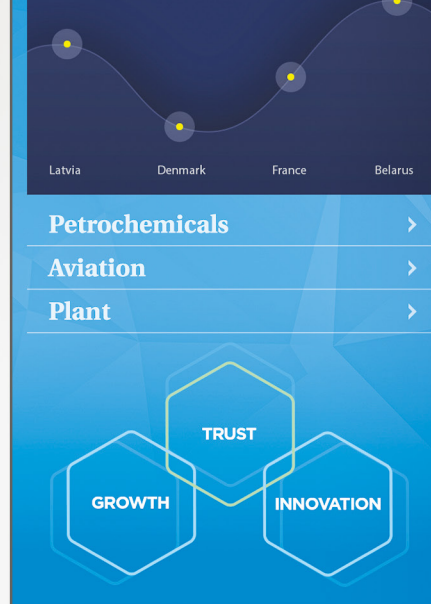 Latvia Denmark France Belarus
Petrochemicals
Aviation
Plant
TRUST
GROWTH INNOVATION